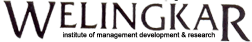 WELINGKAR
institute of management development & research